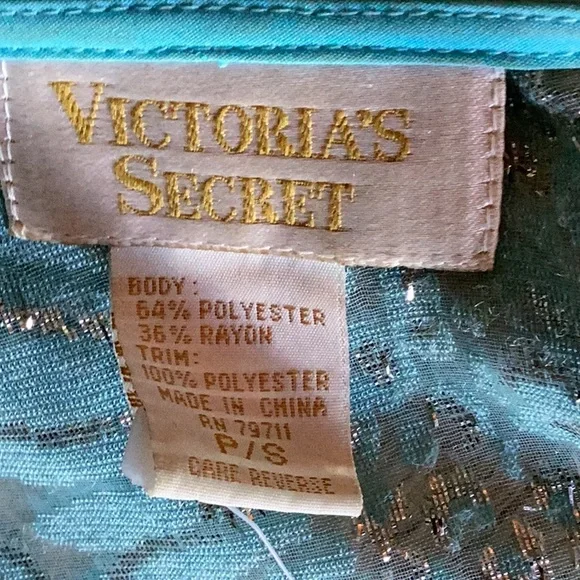 VICTORIA'S
SECRET
BODY:
64% POLYESTER
36% RAYON
TRIM:
100% POLYESTER
MADE IN CHINA
RN 79711
P/S
CARE REVERSE